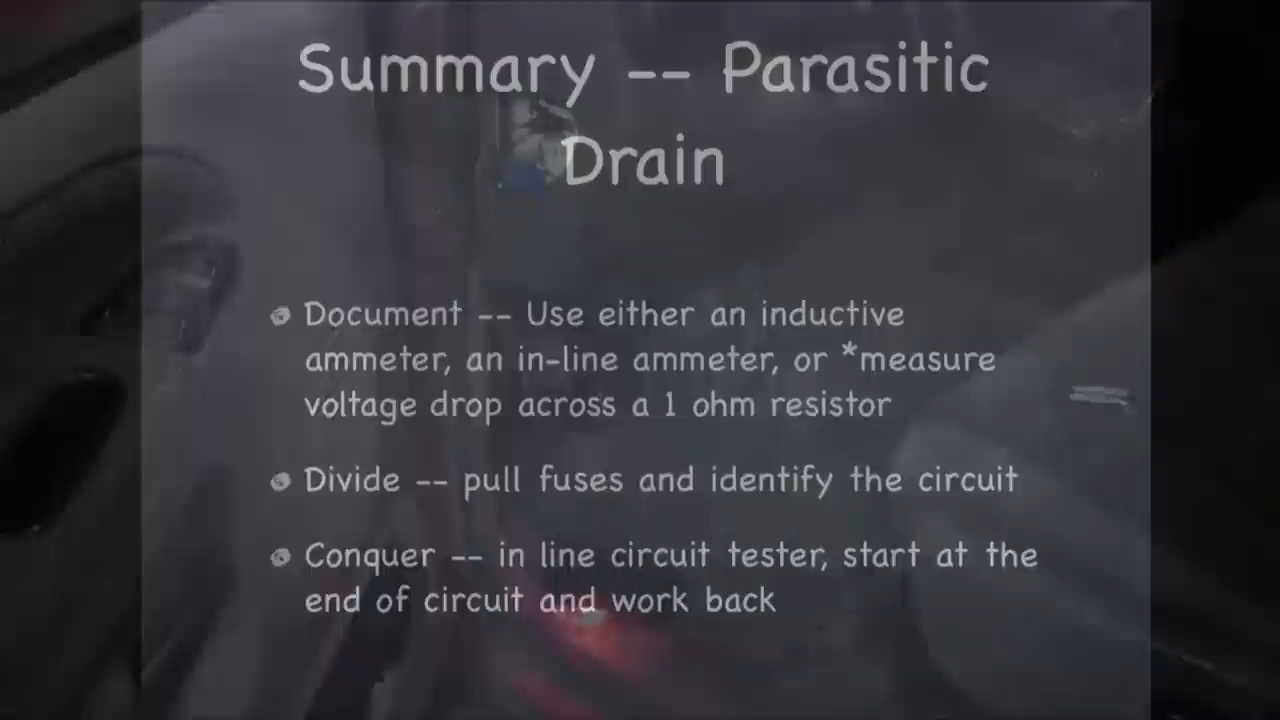 Summary -- Parasitic
Drain
Document -- Use either an inductive
ammeter, an in-line ammeter, or *measure
voltage drop across a 1 ohm resistor
Divide -- pull fuses and identify the circuit
Conquer -- in line circuit tester, start at the
end of circuit and work back